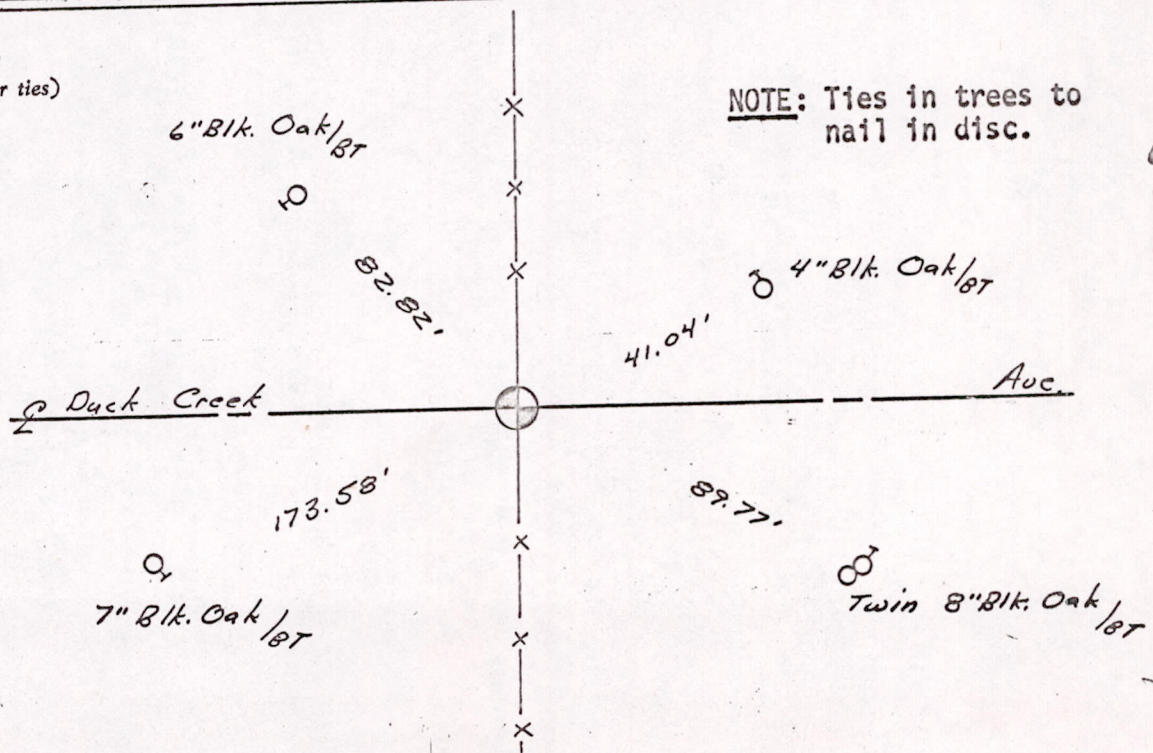 r ties)
NOTE: Ties in trees to
nail in disc.
6" Blk. Oak/BT
82.82'
4" Blk. Oak/BT
41.04'
℄ Duck Creek Ave.
173.58'
89.77'
7" Blk. Oak/BT
Twin 8" Blk. Oak/BT